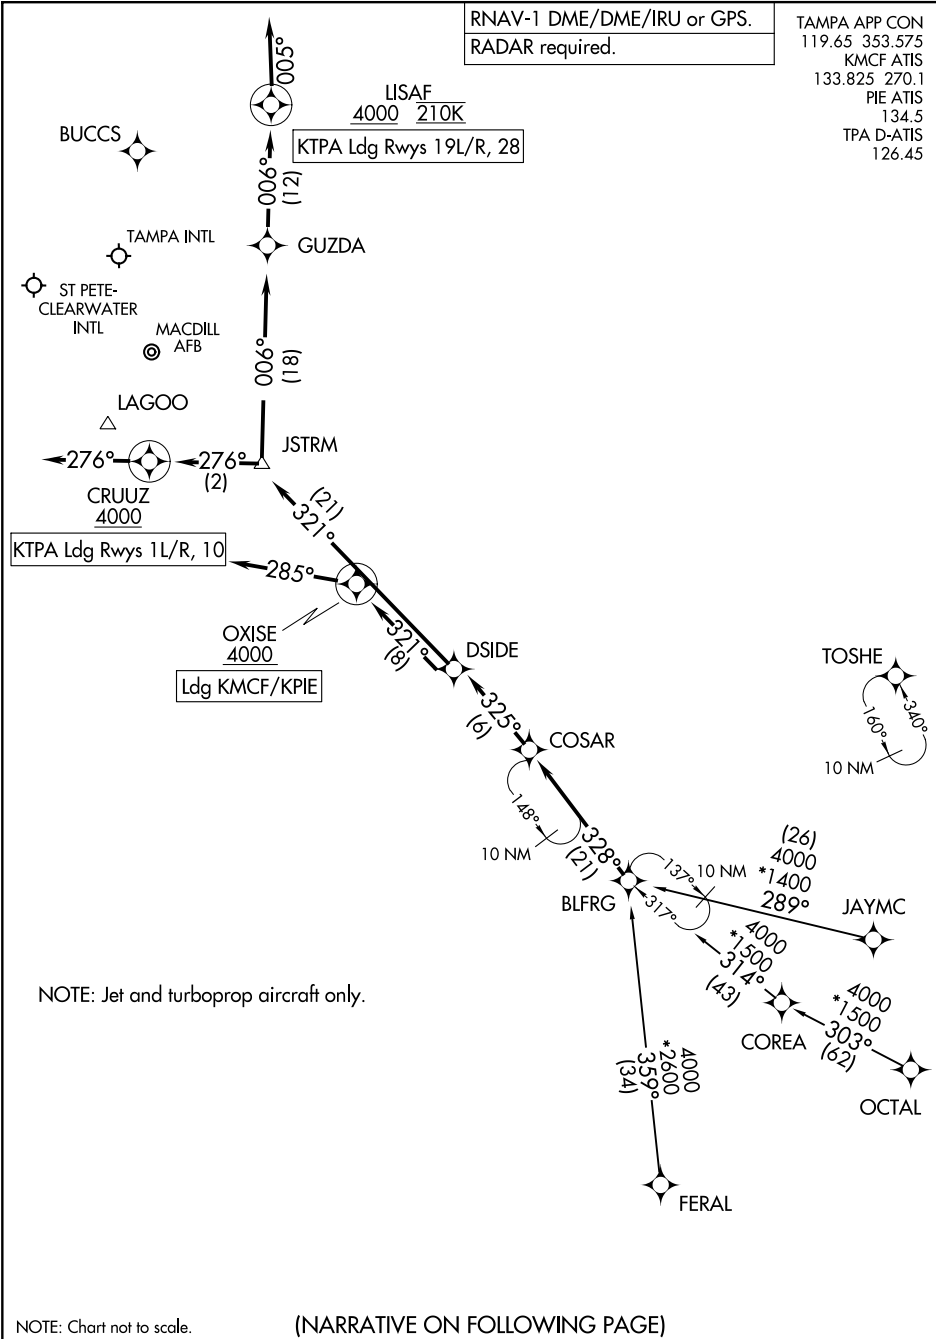 RNAV-1 DME/DME/IRU or GPS.
RADAR required.
TAMPA APP CON
119.65 353.575
KMCF ATIS
133.825 270.1
PIE ATIS
134.5
TPA D-ATIS
126.45
005°
LISAF
4000 210K
KTPA Ldg Rwys 19L/R, 28
BUCCS
006°
(12)
TAMPA INTL
GUZDA
ST PETE-
CLEARWATER
INTL
MACDILL
AFB
006°
(18)
LAGOO
JSTRM
276°
276°
(2)
CRUUZ
4000
KTPA Ldg Rwys 1L/R, 10
(21)
321°
285°
OXISE
4000
Ldg KMCF/KPIE
321°
(8)
DSIDE
TOSHE
340°
160°
10 NM
325°
(6)
COSAR
148°
10 NM
328°
(21)
BLFRG
137°
10 NM
317°
(26)
4000
*1400
289°
JAYMC
4000
*1500
314°
(43)
COREA
4000
*1500
303°
(62)
OCTAL
4000
*2600
359°
(34)
FERAL
NOTE: Jet and turboprop aircraft only.
NOTE: Chart not to scale.
(NARRATIVE ON FOLLOWING PAGE)